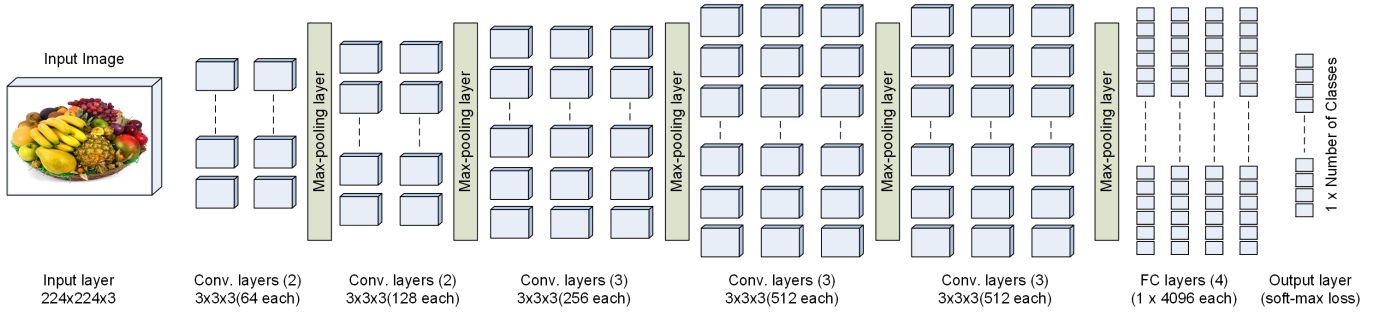 Input Image
Max-pooling layer
Max-pooling layer
Max-pooling layer
Max-pooling layer
Max-pooling layer
1 x Number of Classes
Input layer
224x224x3
Conv. layers (2)
3x3x3(64 each)
Conv. layers (2)
3x3x3(128 each)
Conv. layers (3)
3x3x3(256 each)
Conv. layers (3)
3x3x3(512 each)
Conv. layers (3)
3x3x3(512 each)
FC layers (4)
(1 x 4096 each)
Output layer
(soft-max loss)